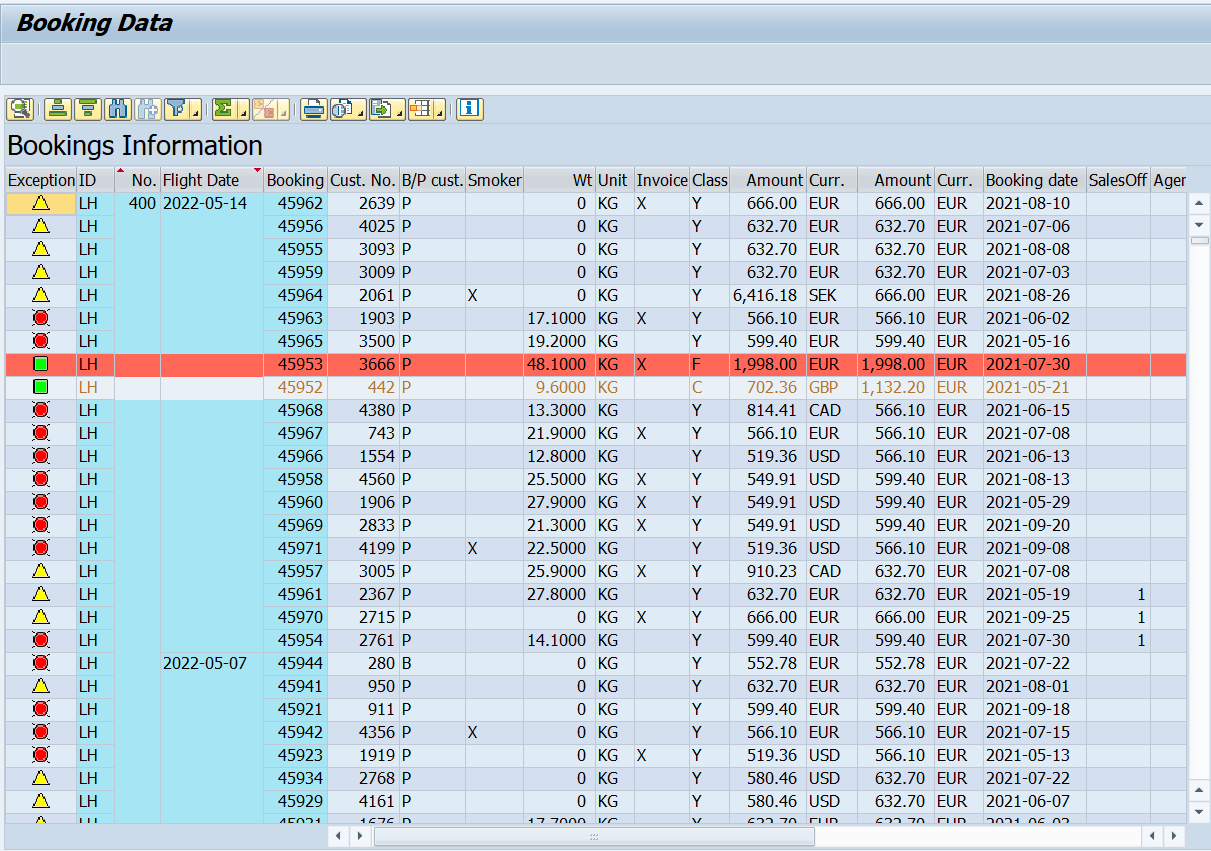 Booking Data
Bookings Information
Exception ID No. Flight Date Booking Cust. No. B/P cust. Smoker Wt Unit Invoice Class Amount Curr. Amount Curr. Booking date SalesOff Agen
LH 400 2022-05-14 45962 2639 P 0 KG X Y 666.00 EUR 666.00 EUR 2021-08-10
LH 45956 4025 P 0 KG Y 632.70 EUR 632.70 EUR 2021-07-06
LH 45955 3093 P 0 KG Y 632.70 EUR 632.70 EUR 2021-08-08
LH 45959 3009 P 0 KG Y 632.70 EUR 632.70 EUR 2021-07-03
LH 45964 2061 P X 0 KG Y 6,416.18 SEK 666.00 EUR 2021-08-26
LH 45963 1903 P 17.1000 KG X Y 566.10 EUR 566.10 EUR 2021-06-02
LH 45965 3500 P 19.2000 KG Y 599.40 EUR 599.40 EUR 2021-05-16
LH 45953 3666 P 48.1000 KG X F 1,998.00 EUR 1,998.00 EUR 2021-07-30
LH 45952 442 P 9.6000 KG C 702.36 GBP 1,132.20 EUR 2021-05-21
LH 45968 4380 P 13.3000 KG Y 814.41 CAD 566.10 EUR 2021-06-15
LH 45967 743 P 21.9000 KG X Y 566.10 EUR 566.10 EUR 2021-07-08
LH 45966 1554 P 12.8000 KG Y 519.36 USD 566.10 EUR 2021-06-13
LH 45958 4560 P 25.5000 KG X Y 549.91 USD 599.40 EUR 2021-08-13
LH 45960 1906 P 27.9000 KG X Y 549.91 USD 599.40 EUR 2021-05-29
LH 45969 2833 P 21.3000 KG X Y 549.91 USD 599.40 EUR 2021-09-20
LH 45971 4199 P X 22.5000 KG Y 519.36 USD 566.10 EUR 2021-09-08
LH 45957 3005 P 25.9000 KG X Y 910.23 CAD 632.70 EUR 2021-07-08
LH 45961 2367 P 27.8000 KG Y 632.70 EUR 632.70 EUR 2021-05-19 1
LH 45970 2715 P 0 KG X Y 666.00 EUR 666.00 EUR 2021-09-25 1
LH 45954 2761 P 14.1000 KG Y 599.40 EUR 599.40 EUR 2021-07-30 1
LH 2022-05-07 45944 280 B 0 KG Y 552.78 EUR 552.78 EUR 2021-07-22
LH 45941 950 P 0 KG Y 632.70 EUR 632.70 EUR 2021-08-01
LH 45921 911 P 0 KG Y 599.40 EUR 599.40 EUR 2021-09-18
LH 45942 4356 P X 0 KG Y 566.10 EUR 566.10 EUR 2021-07-15
LH 45923 1919 P 0 KG X Y 519.36 USD 566.10 EUR 2021-05-13
LH 45934 2768 P 0 KG Y 580.46 USD 632.70 EUR 2021-07-22
LH 45929 4161 P 0 KG Y 580.46 USD 632.70 EUR 2021-06-07